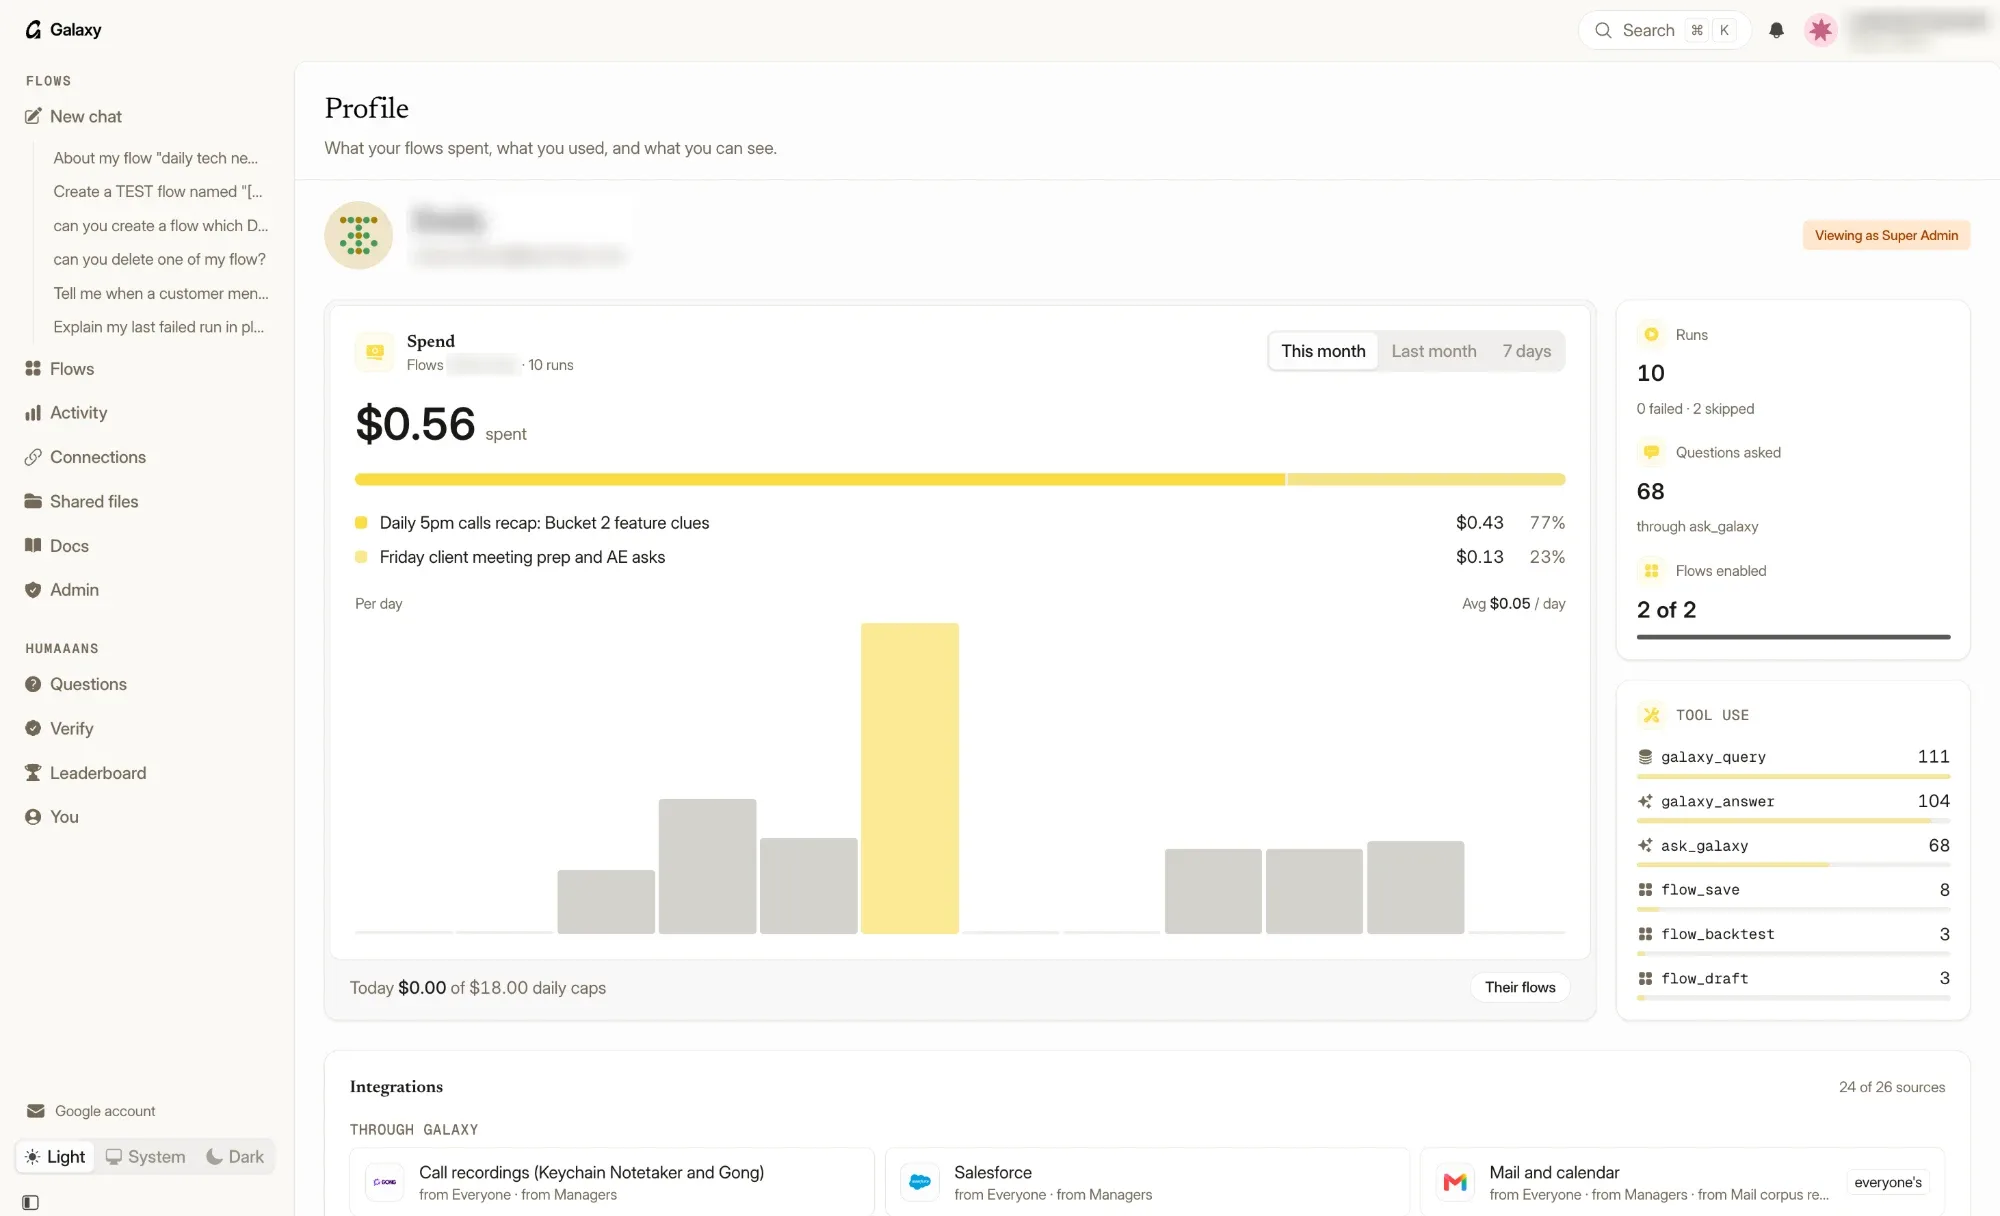 Galaxy
Search ⌘ K
FLOWS
New chat
About my flow "daily tech ne...
Create a TEST flow named "[...
can you create a flow which D...
can you delete one of my flow?
Tell me when a customer men...
Explain my last failed run in pl...
Flows
Activity
Connections
Shared files
Docs
Admin
HUMAAANS
Questions
Verify
Leaderboard
You
Google account
Light System Dark
Profile
What your flows spent, what you used, and what you can see.
Viewing as Super Admin
Spend
Flows · 10 runs
This month Last month 7 days
$0.56 spent
Daily 5pm calls recap: Bucket 2 feature clues $0.43 77%
Friday client meeting prep and AE asks $0.13 23%
Per day Avg $0.05 / day
Today $0.00 of $18.00 daily caps
Their flows
Runs
10
0 failed · 2 skipped
Questions asked
68
through ask_galaxy
Flows enabled
2 of 2
TOOL USE
galaxy_query 111
galaxy_answer 104
ask_galaxy 68
flow_save 8
flow_backtest 3
flow_draft 3
Integrations
24 of 26 sources
THROUGH GALAXY
GONG
Call recordings (Keychain Notetaker and Gong)
from Everyone · from Managers
Salesforce
from Everyone · from Managers
Mail and calendar
from Everyone · from Managers · from Mail corpus re...
everyone's